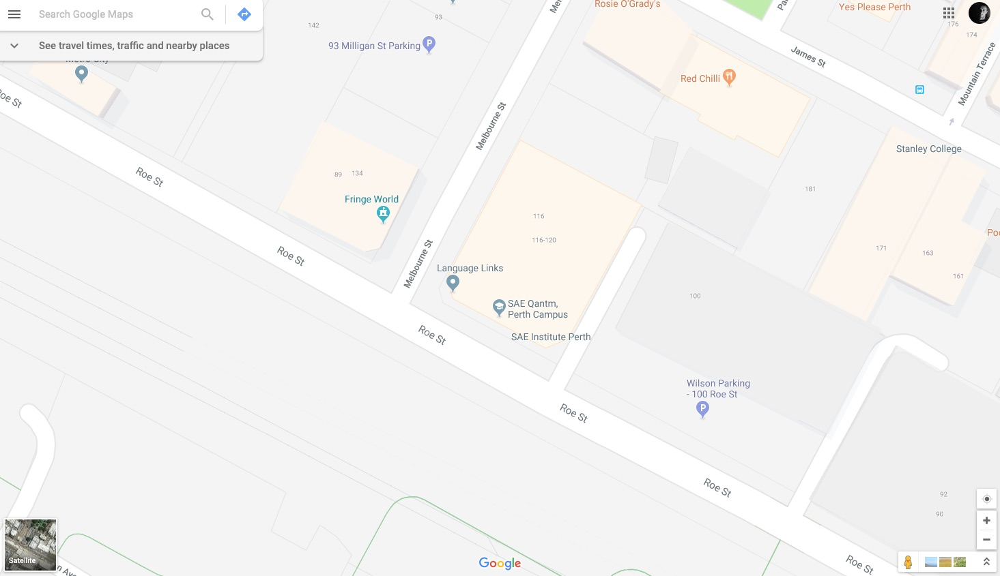 Search Google Maps
See travel times, traffic and nearby places
Metro City
Roe St
142
93
93 Milligan St Parking
P
Rosie O'Grady's
Yes Please Perth
176
174
James St
Mountain Terrace
Red Chilli
Melbourne St
Stanley College
Roe St
89
134
Fringe World
181
116
116-120
Melbourne St
Roe St
Language Links
SAE Qantm,
Perth Campus
SAE Institute Perth
171
163
161
100
Roe St
Wilson Parking
- 100 Roe St
P
Roe St
Roe St
92
90
Satellite
Google
Roe St